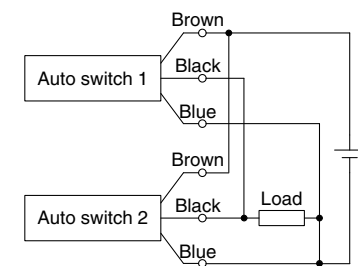 Brown
Auto switch 1
Black
Blue
Brown
Auto switch 2
Black
Load
Blue